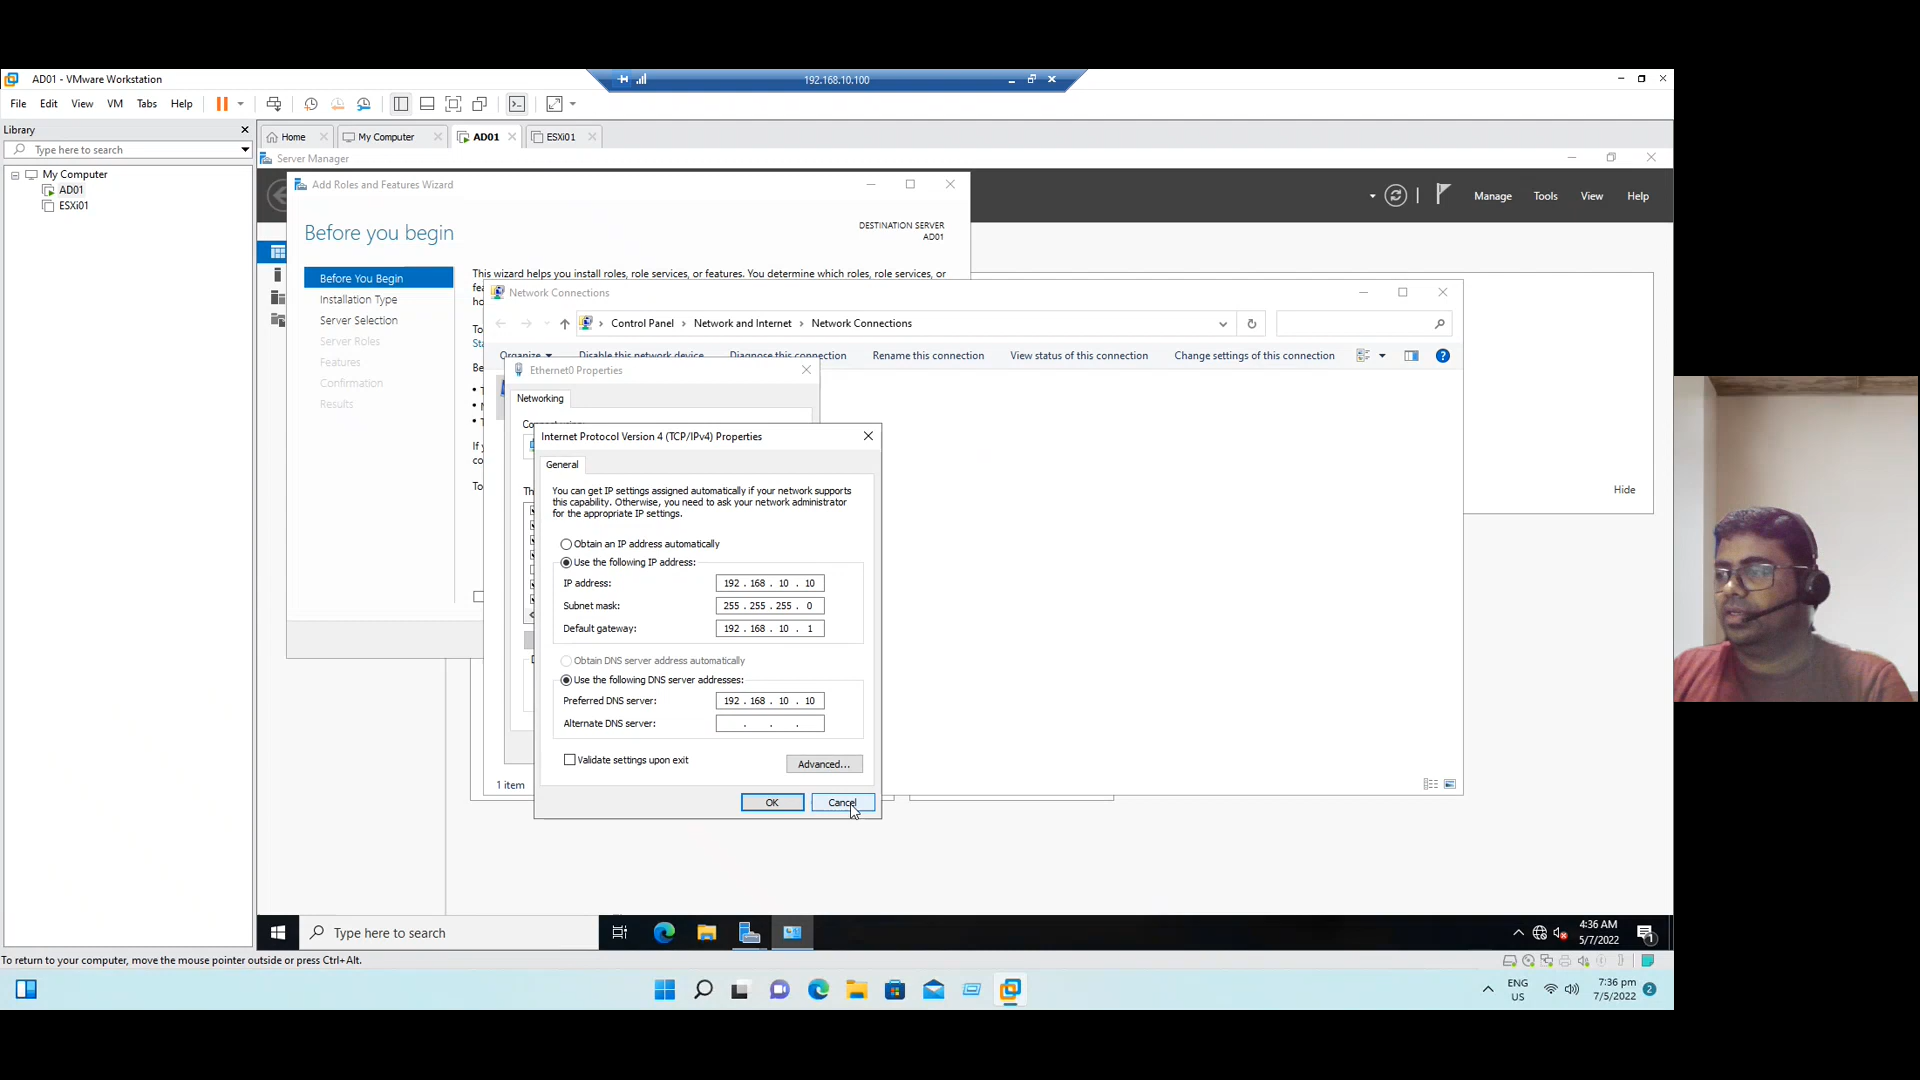 AD01 - VMware Workstation
192.168.10.100
File Edit View VM Tabs Help
Library
Type here to search
My Computer
AD01
ESXi01
Home
My Computer
AD01
ESXi01
Server Manager
Manage Tools View Help
Add Roles and Features Wizard
Before you begin
DESTINATION SERVER
AD01
Before You Begin
Installation Type
Server Selection
Server Roles
Features
Confirmation
Results
This wizard helps you install roles, role services, or features. You determine which roles, role services, or
Network Connections
Control Panel > Network and Internet > Network Connections
Organize
Disable this network device
Diagnose this connection
Rename this connection
View status of this connection
Change settings of this connection
Ethernet0 Properties
Networking
Internet Protocol Version 4 (TCP/IPv4) Properties
General
You can get IP settings assigned automatically if your network supports
this capability. Otherwise, you need to ask your network administrator
for the appropriate IP settings.
Obtain an IP address automatically
Use the following IP address:
IP address: 192 . 168 . 10 . 10
Subnet mask: 255 . 255 . 255 . 0
Default gateway: 192 . 168 . 10 . 1
Obtain DNS server address automatically
Use the following DNS server addresses:
Preferred DNS server: 192 . 168 . 10 . 10
Alternate DNS server: . . .
Validate settings upon exit
Advanced...
OK
Cancel
1 item
Hide
Type here to search
4:36 AM
5/7/2022
1
To return to your computer, move the mouse pointer outside or press Ctrl+Alt.
ENG
US
7:36 pm
7/5/2022
2